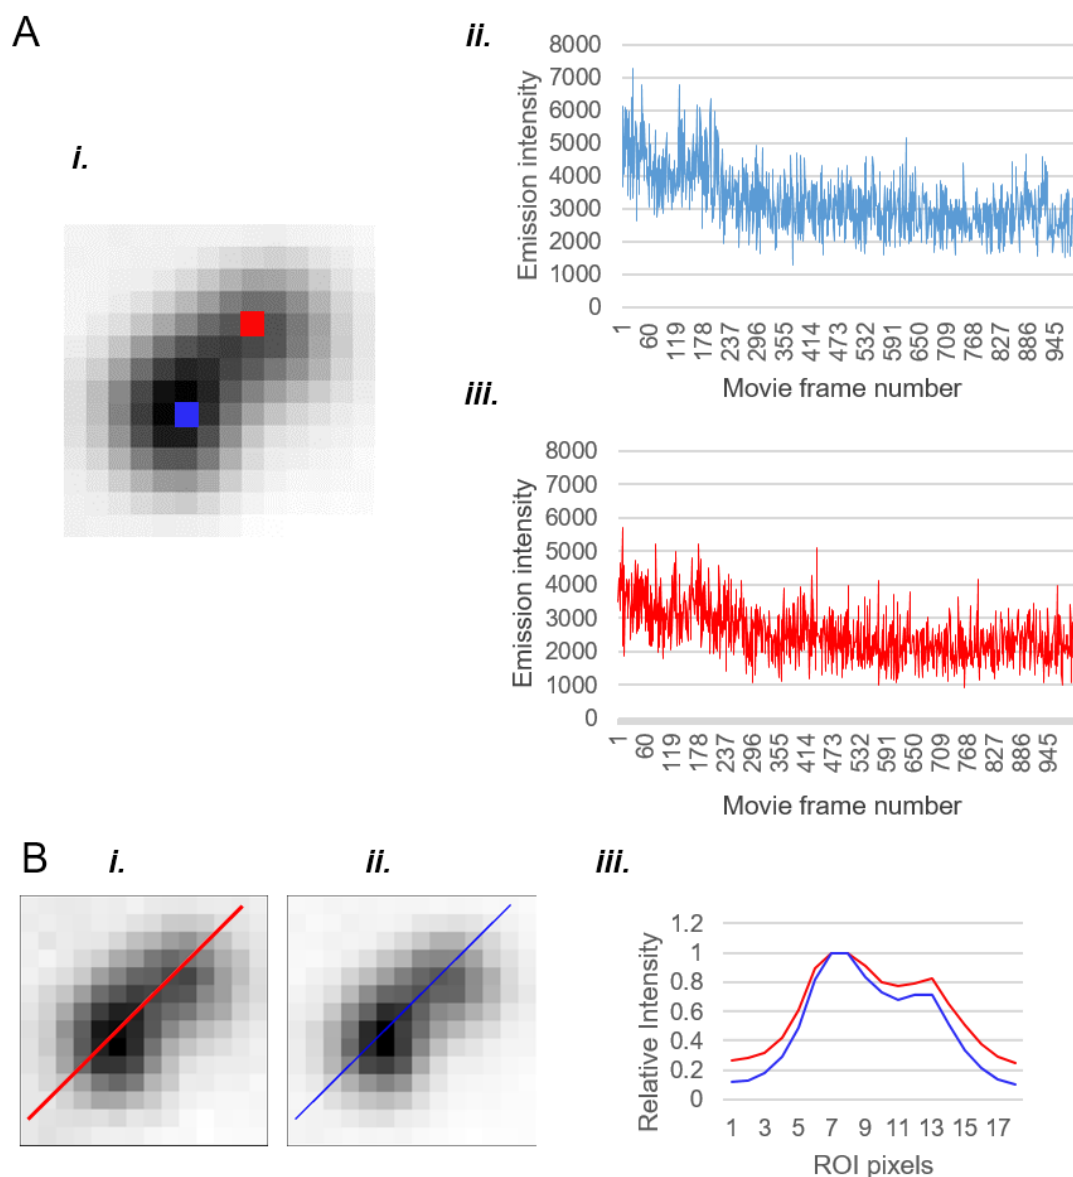 A
i.
ii.
8000
7000
6000
5000
4000
3000
2000
1000
0
Emission intensity
1 60 119 178 237 296 355 414 473 532 591 650 709 768 827 886 945
Movie frame number
iii.
8000
7000
6000
5000
4000
3000
2000
1000
0
Emission intensity
1 60 119 178 237 296 355 414 473 532 591 650 709 768 827 886 945
Movie frame number
B
i.
ii.
iii.
1.2
1
0.8
0.6
0.4
0.2
0
Relative Intensity
1 3 5 7 9 11 13 15 17
ROI pixels